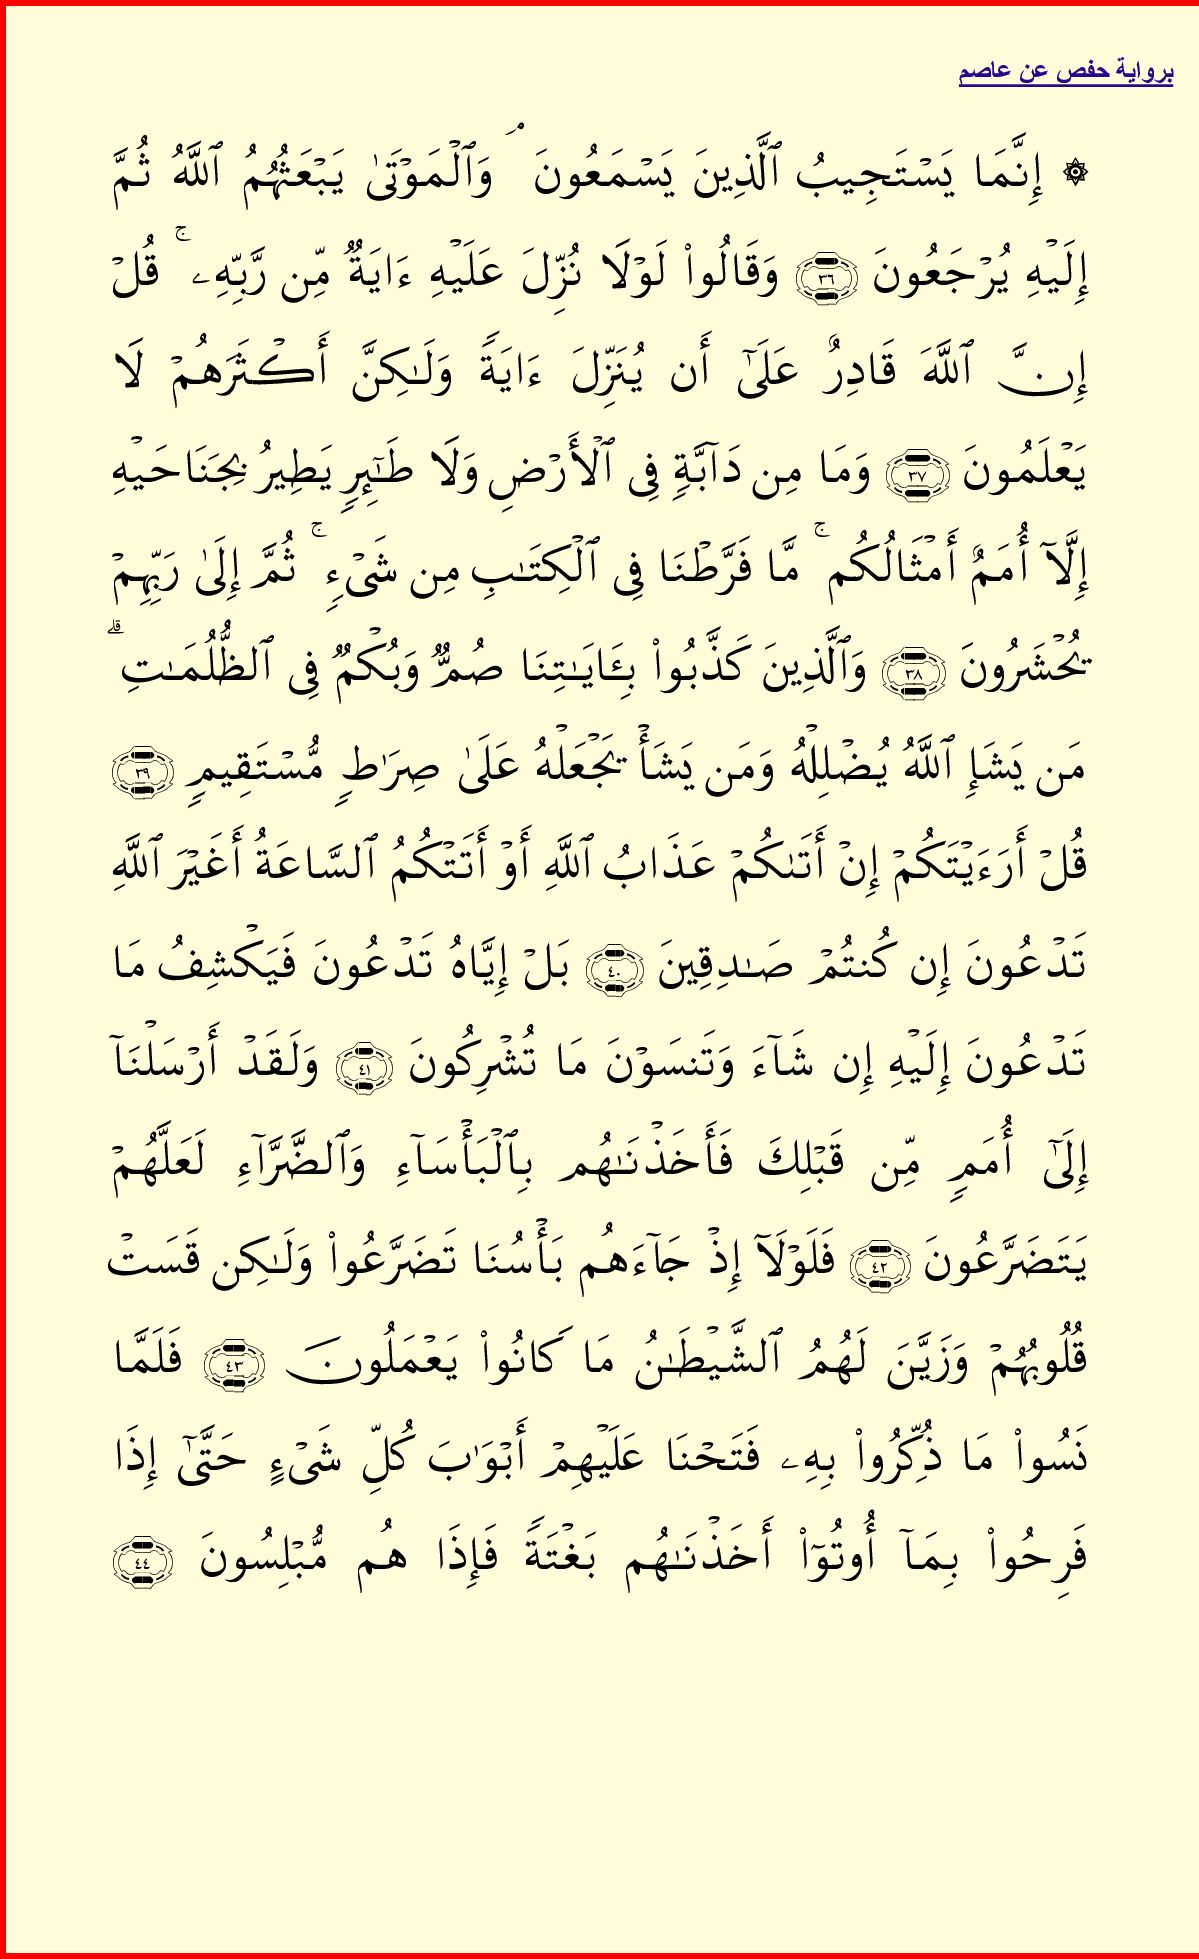 برواية حفص عن عاصم
۞ إِنَّمَا يَسۡتَجِيبُ ٱلَّذِينَ يَسۡمَعُونَۘ وَٱلۡمَوۡتَىٰ يَبۡعَثُهُمُ ٱللَّهُ ثُمَّ
إِلَيۡهِ يُرۡجَعُونَ ٣٦ وَقَالُواْ لَوۡلَا نُزِّلَ عَلَيۡهِ ءَايَةٞ مِّن رَّبِّهِۦۚ قُلۡ
إِنَّ ٱللَّهَ قَادِرٌ عَلَىٰٓ أَن يُنَزِّلَ ءَايَةٗ وَلَٰكِنَّ أَكۡثَرَهُمۡ لَا
يَعۡلَمُونَ ٣٧ وَمَا مِن دَآبَّةٖ فِي ٱلۡأَرۡضِ وَلَا طَٰٓئِرٖ يَطِيرُ بِجَنَاحَيۡهِ
إِلَّآ أُمَمٌ أَمۡثَالُكُمۚ مَّا فَرَّطۡنَا فِي ٱلۡكِتَٰبِ مِن شَيۡءٖۚ ثُمَّ إِلَىٰ رَبِّهِمۡ
يُحۡشَرُونَ ٣٨ وَٱلَّذِينَ كَذَّبُواْ بِـَٔايَٰتِنَا صُمّٞ وَبُكۡمٞ فِي ٱلظُّلُمَٰتِۗ
مَن يَشَإِ ٱللَّهُ يُضۡلِلۡهُ وَمَن يَشَأۡ يَجۡعَلۡهُ عَلَىٰ صِرَٰطٖ مُّسۡتَقِيمٖ ٣٩
قُلۡ أَرَءَيۡتَكُمۡ إِنۡ أَتَىٰكُمۡ عَذَابُ ٱللَّهِ أَوۡ أَتَتۡكُمُ ٱلسَّاعَةُ أَغَيۡرَ ٱللَّهِ
تَدۡعُونَ إِن كُنتُمۡ صَٰدِقِينَ ٤٠ بَلۡ إِيَّاهُ تَدۡعُونَ فَيَكۡشِفُ مَا
تَدۡعُونَ إِلَيۡهِ إِن شَآءَ وَتَنسَوۡنَ مَا تُشۡرِكُونَ ٤١ وَلَقَدۡ أَرۡسَلۡنَآ
إِلَىٰٓ أُمَمٖ مِّن قَبۡلِكَ فَأَخَذۡنَٰهُم بِٱلۡبَأۡسَآءِ وَٱلضَّرَّآءِ لَعَلَّهُمۡ
يَتَضَرَّعُونَ ٤٢ فَلَوۡلَآ إِذۡ جَآءَهُم بَأۡسُنَا تَضَرَّعُواْ وَلَٰكِن قَسَتۡ
قُلُوبُهُمۡ وَزَيَّنَ لَهُمُ ٱلشَّيۡطَٰنُ مَا كَانُواْ يَعۡمَلُونَ ٤٣ فَلَمَّا
نَسُواْ مَا ذُكِّرُواْ بِهِۦ فَتَحۡنَا عَلَيۡهِمۡ أَبۡوَٰبَ كُلِّ شَيۡءٍ حَتَّىٰٓ إِذَا
فَرِحُواْ بِمَآ أُوتُوٓاْ أَخَذۡنَٰهُم بَغۡتَةٗ فَإِذَا هُم مُّبۡلِسُونَ ٤٤